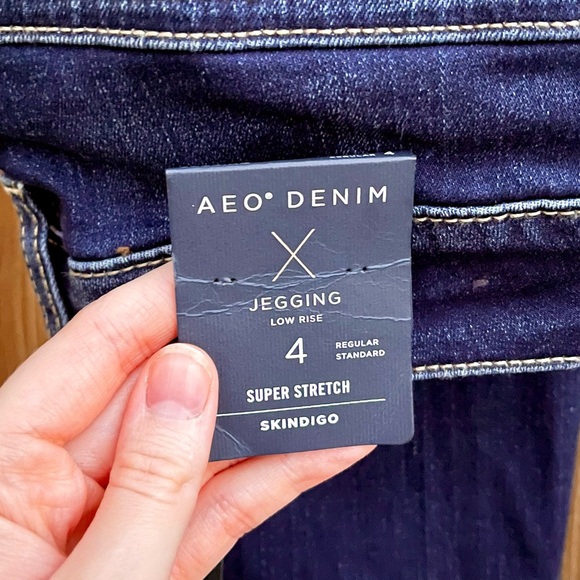 AEO® DENIM
JEGGING
LOW RISE
4 REGULAR
STANDARD
SUPER STRETCH
SKINDIGO